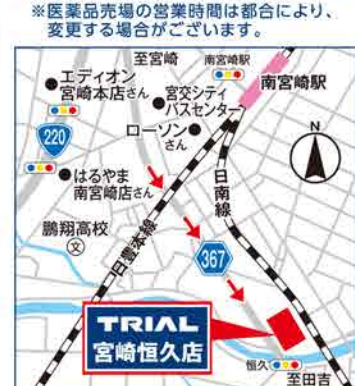 ※医薬品売場の営業時間は都合により、
変更する場合がございます。
至宮崎
南宮崎駅
エディオン
宮崎本店さん
宮交シティ
バスセンター
南宮崎駅
220
ローソン
さん
N
はるやま
南宮崎店さん
日南線
鵬翔高校
文
日豊本線
367
TRIAL
宮崎恒久店
恒久
至田吉